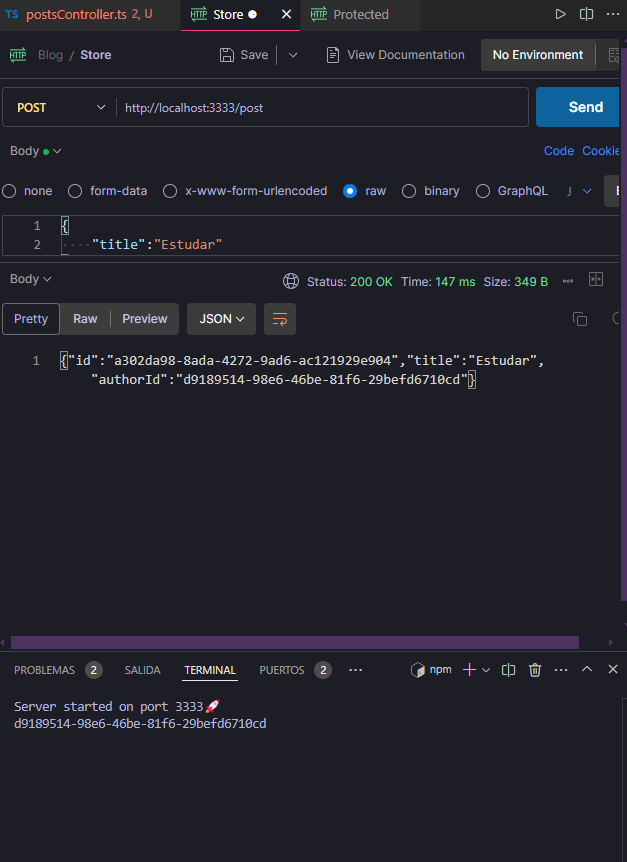 TS postsController.ts 2, U HTTP Store HTTP Protected
HTTP Blog / Store Save View Documentation No Environment
POST http://localhost:3333/post Send
Body Code Cookie
none form-data x-www-form-urlencoded raw binary GraphQL J
1 {
2 ···· "title":"Estudar"
Body Status: 200 OK Time: 147 ms Size: 349 B
Pretty Raw Preview JSON
1 {"id":"a302da98-8ada-4272-9ad6-ac121929e904","title":"Estudar",
"authorId":"d9189514-98e6-46be-81f6-29befd6710cd"}
PROBLEMAS 2 SALIDA TERMINAL PUERTOS 2 npm
Server started on port 3333🚀
d9189514-98e6-46be-81f6-29befd6710cd